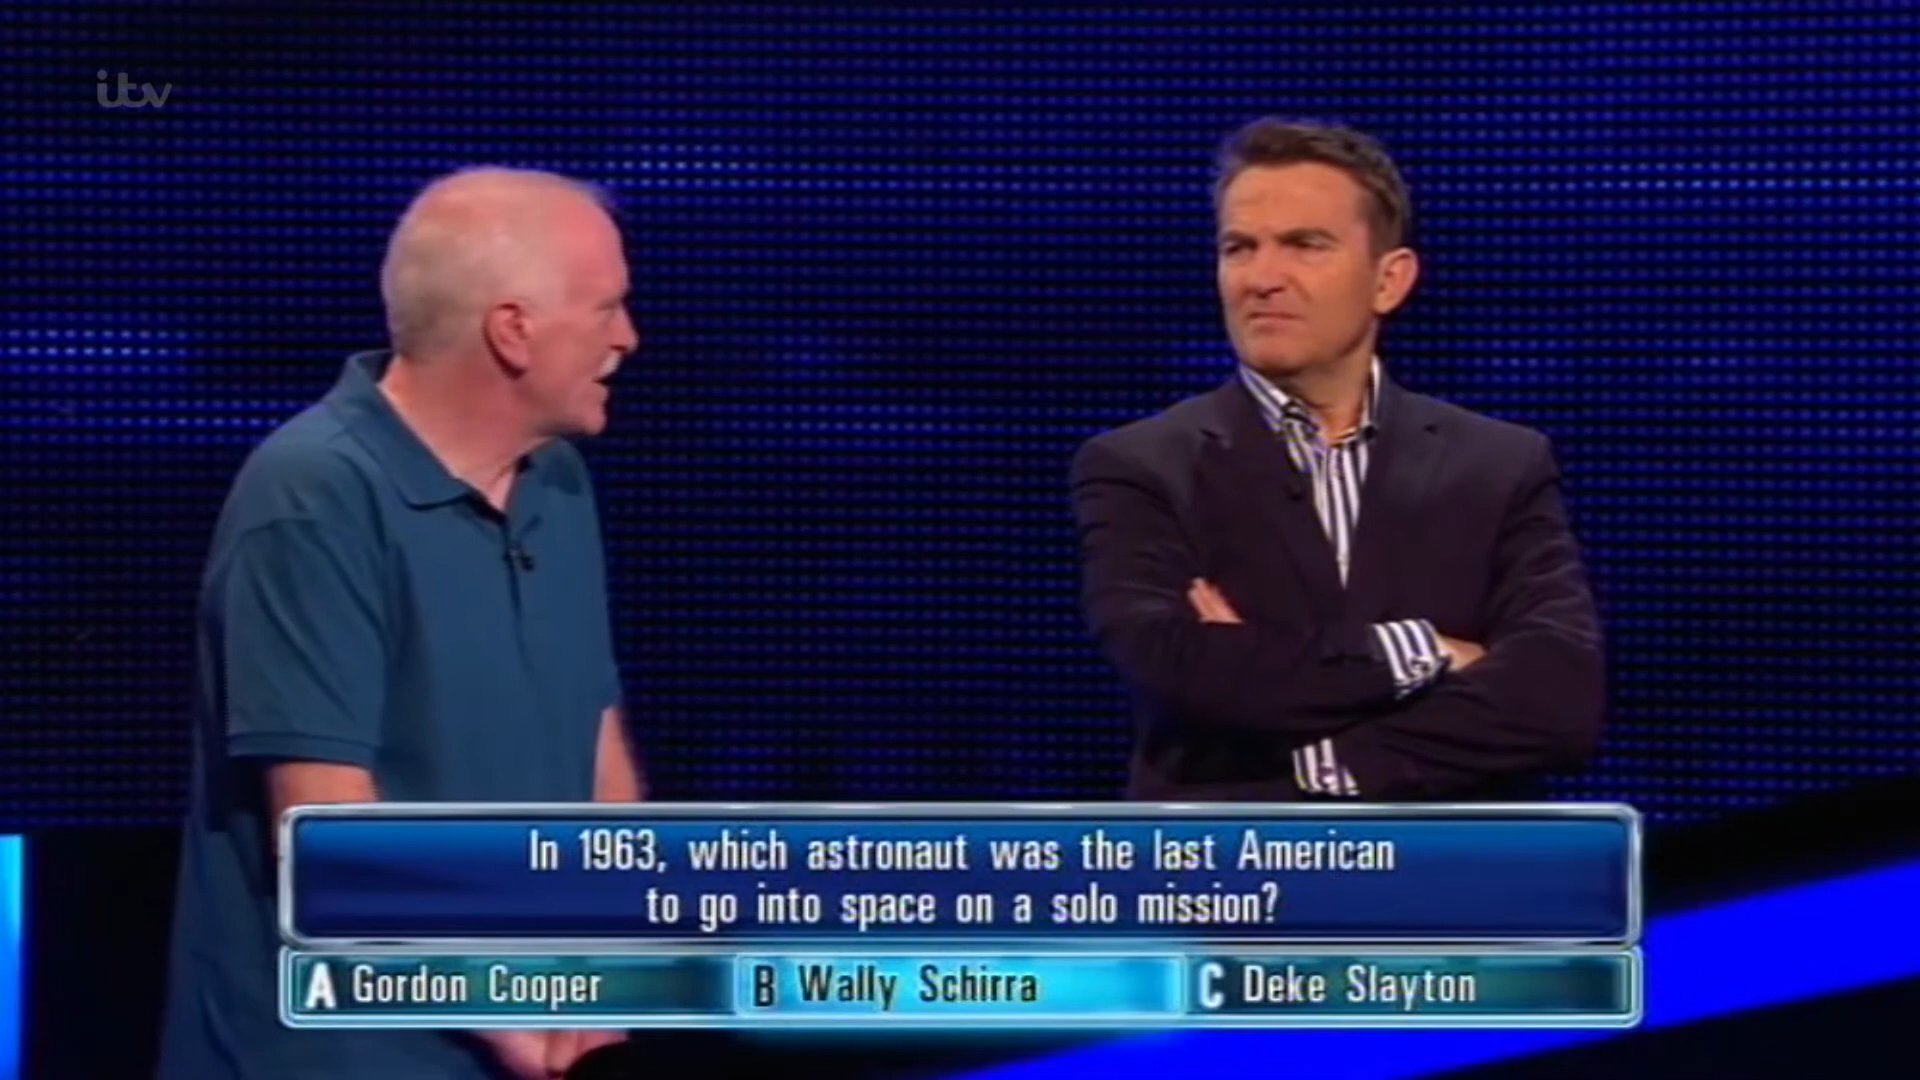 itv
In 1963, which astronaut was the last American
to go into space on a solo mission?
A Gordon Cooper
B Wally Schirra
C Deke Slayton